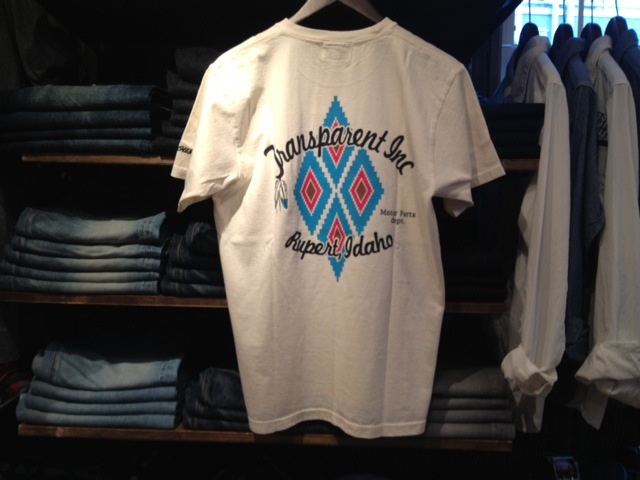 Transparent Inc
Motor Parts
dept.
Rupert, Idaho